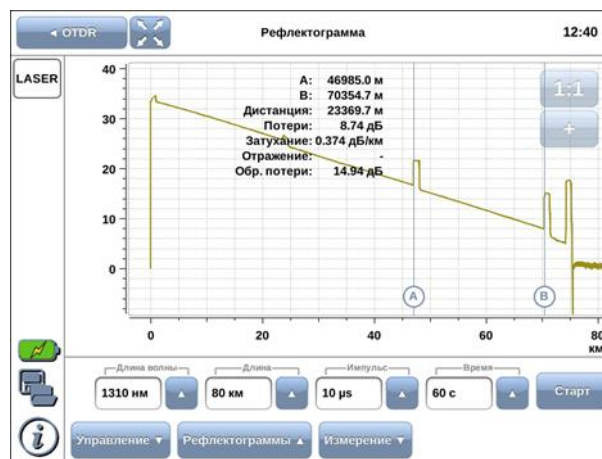 ◄ OTDR
Рефлектограмма
12:40
LASER
1:1
+
A: 46985.0 м
B: 70354.7 м
Дистанция: 23369.7 м
Потери: 8.74 дБ
Затухание: 0.374 дБ/км
Отражение: -
Обр. потери: 14.94 дБ
40
30
20
10
0
A
B
0 20 40 60 80
км
Длина волны
Длина
Импульс
Время
1310 нм ▲
80 км ▲
10 µs ▲
60 с ▲
Старт
i
Управление ▼
Рефлектограммы ▲
Измерение ▼